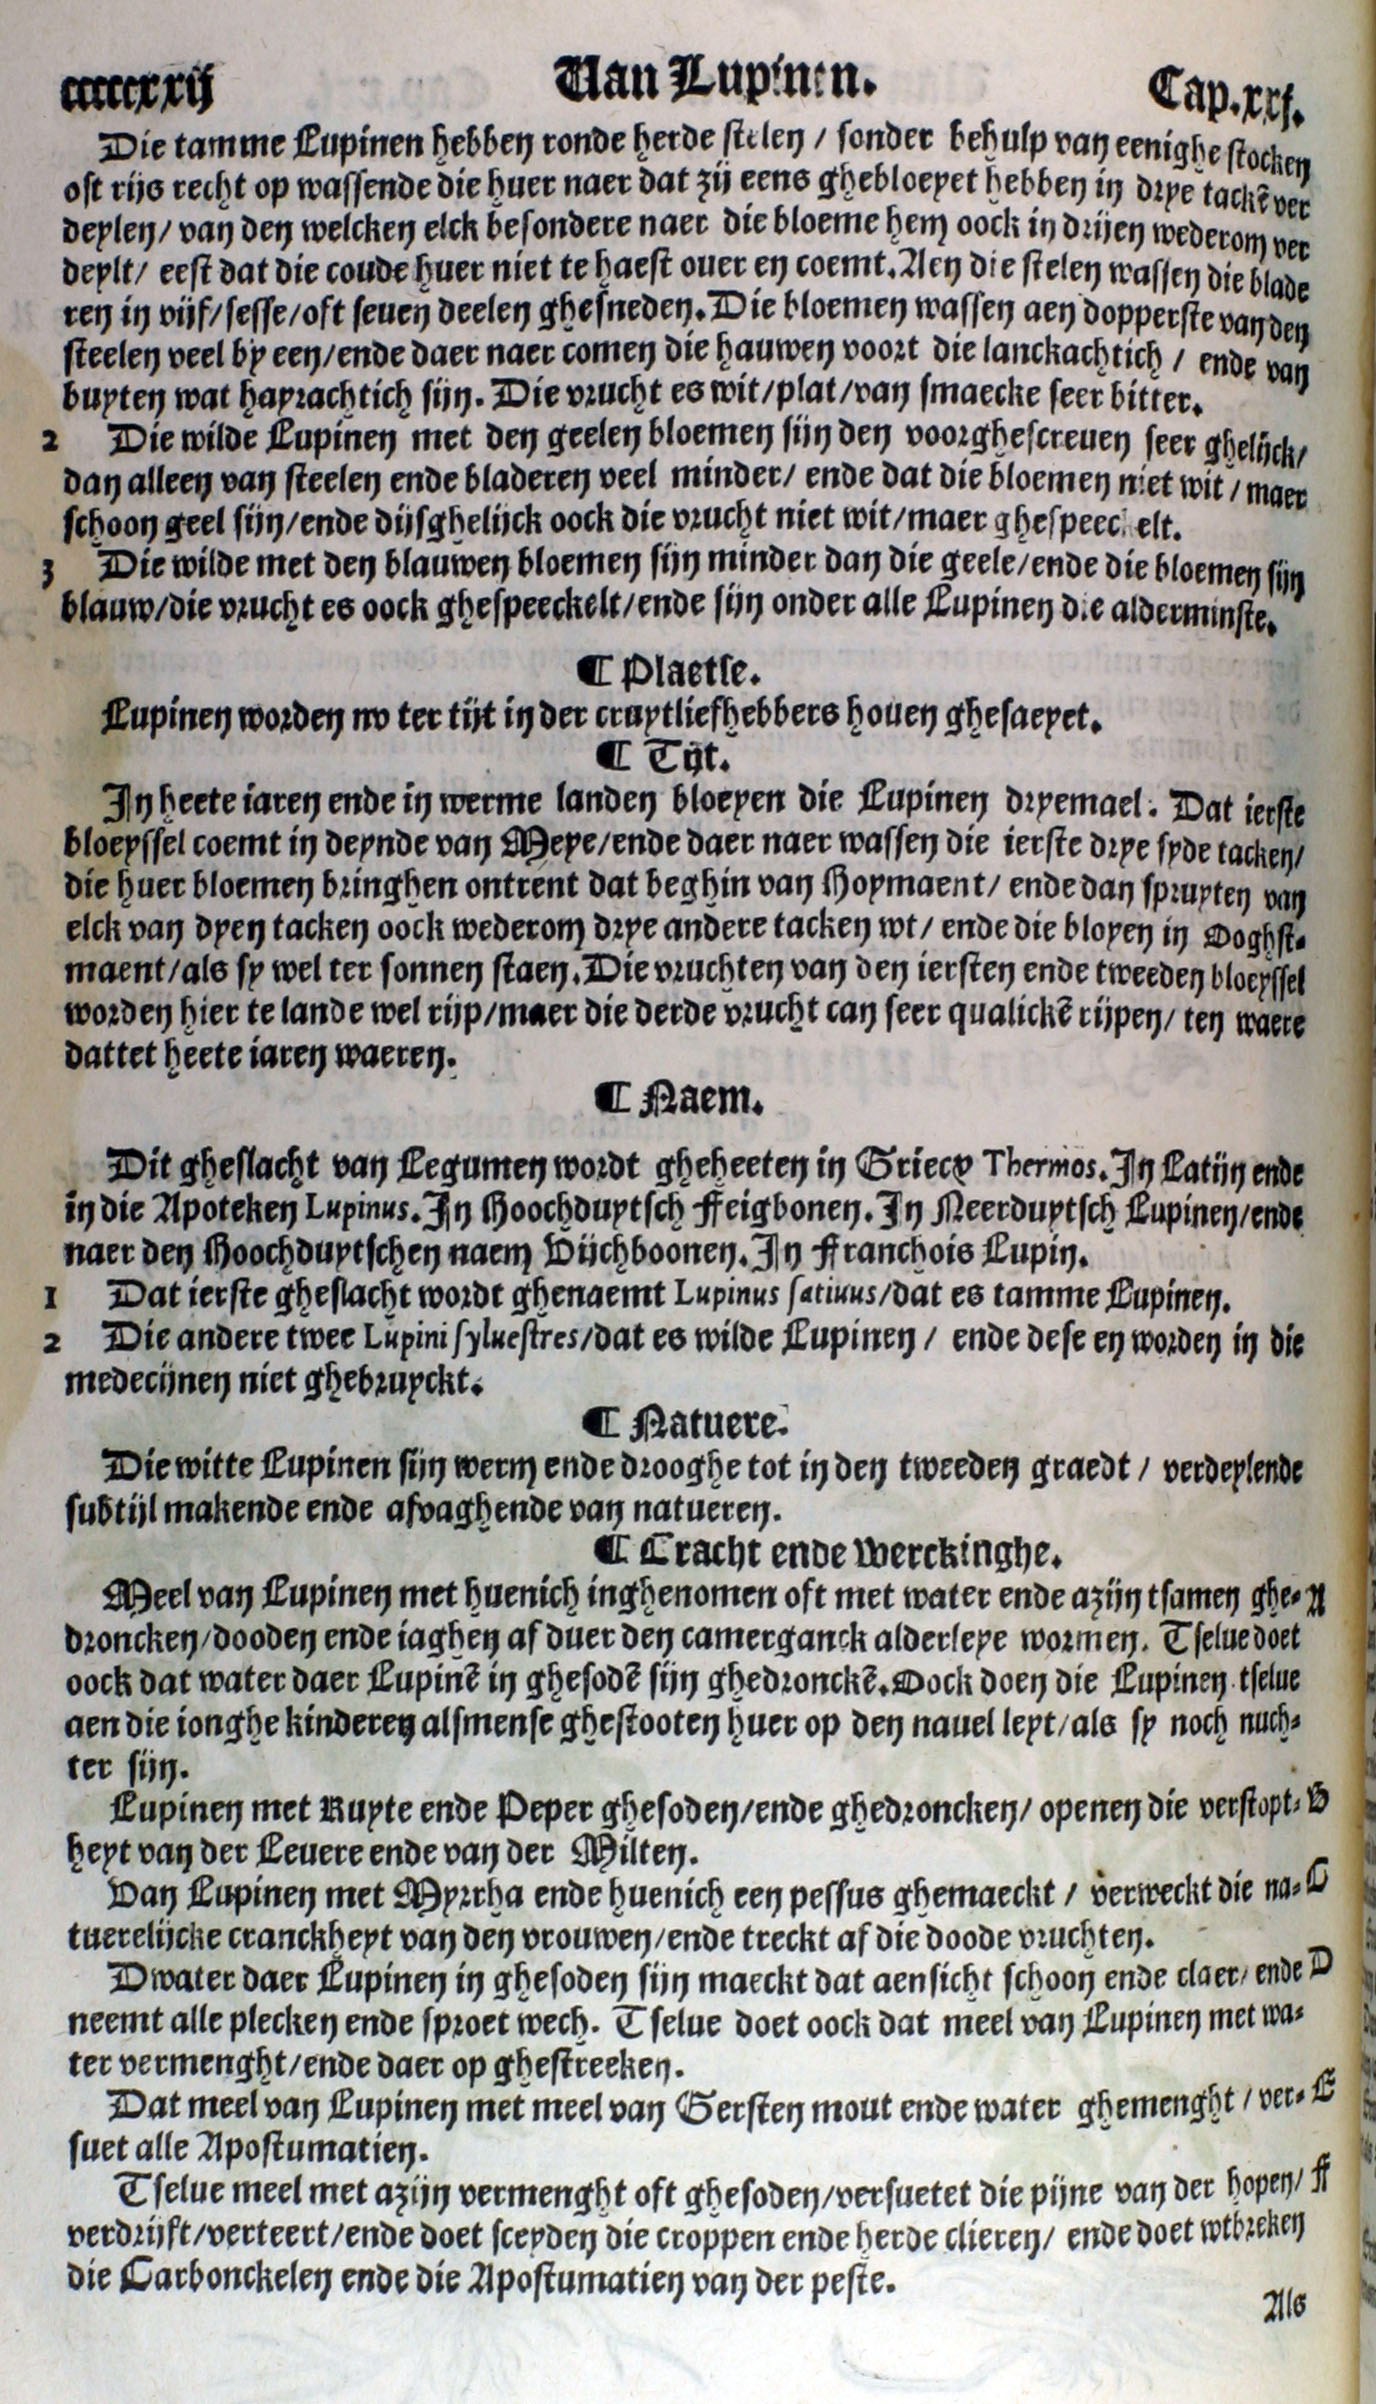 cccccxxij Van Lupinen. Cap.xxj.
Die tamme Lupinen hebben ronde herde stelen / sonder behulp van eenighe stocken
oft rijs recht op wassende die huer naer dat zij eens ghebloeyet hebben in drye tackē ver
deylen/ van den welcken elck besondere naer die bloeme hem oock in drijen wederom ver
deylt/ eest dat die coude huer niet te haest ouer en coemt. Aen die stelen wassen die blade
ren in vijf/sesse/oft seuen deelen ghesneden. Die bloemen wassen aen dopperste van den
steelen veel by een/ende daer naer comen die hauwen voort die lanckachtich / ende van
buyten wat hayrachtich sijn. Die vrucht es wit/plat/van smaecke seer bitter.
2 Die wilde Lupinen met den geelen bloemen sijn den voorghescreuen seer ghelijck/
dan alleen van steelen ende bladeren veel minder/ ende dat die bloemen niet wit / maer
schoon geel sijn/ende dijsghelijck oock die vrucht niet wit/maer ghespeeckelt.
3 Die wilde met den blauwen bloemen sijn minder dan die geele/ende die bloemen sijn
blauw/die vrucht es oock ghespeeckelt/ende sijn onder alle Lupinen die alderminste.
¶ Plaetse.
Lupinen worden nv ter tijt in der cruytliefhebbers houen ghesaeyet.
¶ Tijt.
In heete iaren ende in werme landen bloeyen die Lupinen dryemael. Dat ierste
bloeyssel coemt in deynde van Meye/ende daer naer wassen die ierste drye syde tacken/
die huer bloemen bringhen ontrent dat beghin van Hoymaent/ ende dan spruyten van
elck van dyen tacken oock wederom drye andere tacken wt/ ende die bloyen in Ooghst-
maent/als sy wel ter sonnen staen. Die vruchten van den iersten ende tweeden bloeyssel
worden hier te lande wel rijp/maer die derde vrucht can seer qualickē rijpen/ ten waere
dattet heete iaren waeren.
¶ Naem.
Dit gheslacht van Legumen wordt gheheeten in Griecx Thermos. In Latijn ende
in die Apoteken Lupinus. In Hoochduytsch Feigbonen. In Neerduytsch Lupinen/ende
naer den Hoochduytschen naem Vijchboonen. In Franchois Lupin.
1 Dat ierste gheslacht wordt ghenaemt Lupinus satiuus/dat es tamme Lupinen.
2 Die andere twee Lupini syluestres/dat es wilde Lupinen / ende dese en worden in die
medecijnen niet ghebruyckt.
¶ Natuere.
Die witte Lupinen sijn werm ende drooghe tot in den tweeden graedt / verdeylende
subtijl makende ende afvaghende van natueren.
¶ Cracht ende werckinghe.
Meel van Lupinen met huenich inghenomen oft met water ende azijn tsamen ghe- A
droncken/dooden ende iaghen af duer den camerganck alderleye wormen. Tselue doet
oock dat water daer Lupinē in ghesodē sijn ghedronckē. Oock doen die Lupinen tselue
aen die ionghe kinderen alsmense ghestooten huer op den nauel leyt/als sy noch nuch-
ter sijn.
Lupinen met Ruyte ende Peper ghesoden/ende ghedroncken/ openen die verstopt- B
heyt van der Leuere ende van der Milten.
Van Lupinen met Myrrha ende huenich een pessus ghemaeckt / verweckt die na- C
tuerelijcke cranckheyt van den vrouwen/ende treckt af die doode vruchten.
Dwater daer Lupinen in ghesoden sijn maeckt dat aensicht schoon ende claer/ ende D
neemt alle plecken ende sproet wech. Tselue doet oock dat meel van Lupinen met wa-
ter vermenght/ende daer op ghestreeken.
Dat meel van Lupinen met meel van Gersten mout ende water ghemenght / ver- E
suet alle Apostumatien.
Tselue meel met azijn vermenght oft ghesoden/versuetet die pijne van der hopen/ F
verdrijft/verteert/ende doet sceyden die croppen ende herde clieren/ ende doet wtbreken
die Carbonckelen ende die Apostumatien van der peste.
Als